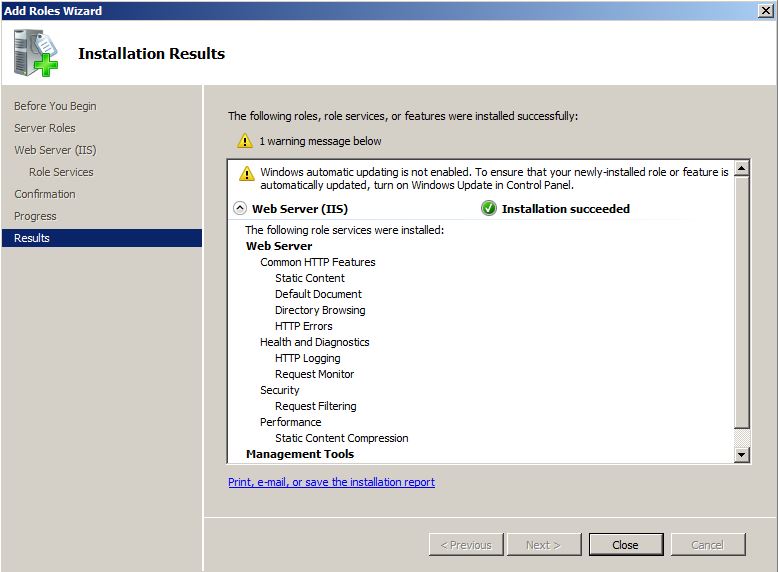 Add Roles Wizard
Installation Results
Before You Begin
Server Roles
Web Server (IIS)
Role Services
Confirmation
Progress
Results
The following roles, role services, or features were installed successfully:
1 warning message below
Windows automatic updating is not enabled. To ensure that your newly-installed role or feature is
automatically updated, turn on Windows Update in Control Panel.
Web Server (IIS) Installation succeeded
The following role services were installed:
Web Server
Common HTTP Features
Static Content
Default Document
Directory Browsing
HTTP Errors
Health and Diagnostics
HTTP Logging
Request Monitor
Security
Request Filtering
Performance
Static Content Compression
Management Tools
Print, e-mail, or save the installation report
< Previous Next > Close Cancel